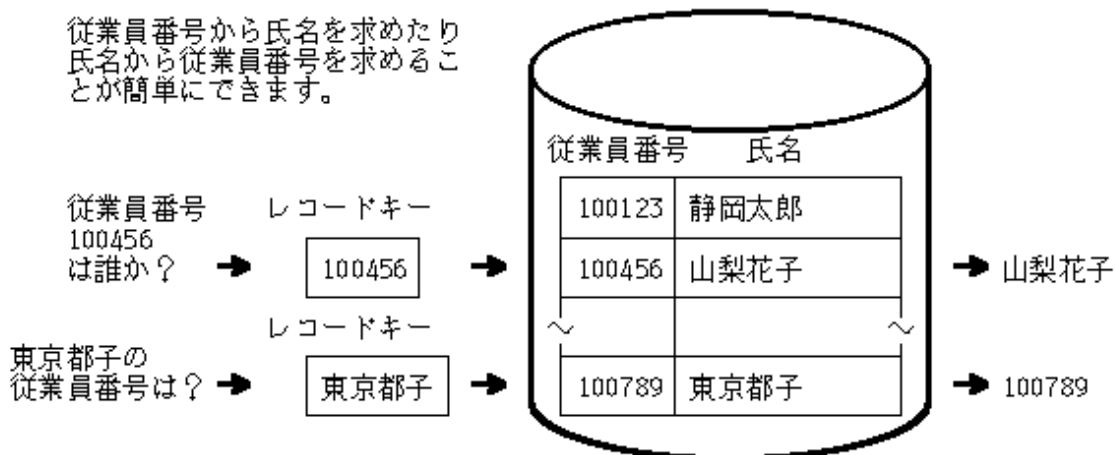 従業員番号から氏名を求めたり
氏名から従業員番号を求めるこ
とが簡単にできます。
従業員番号 氏名
従業員番号
100456
は誰か？
レコードキー
100456
100123 静岡太郎
100456 山梨花子
山梨花子
～ ～
東京都子の
従業員番号は？
レコードキー
東京都子
100789 東京都子
100789